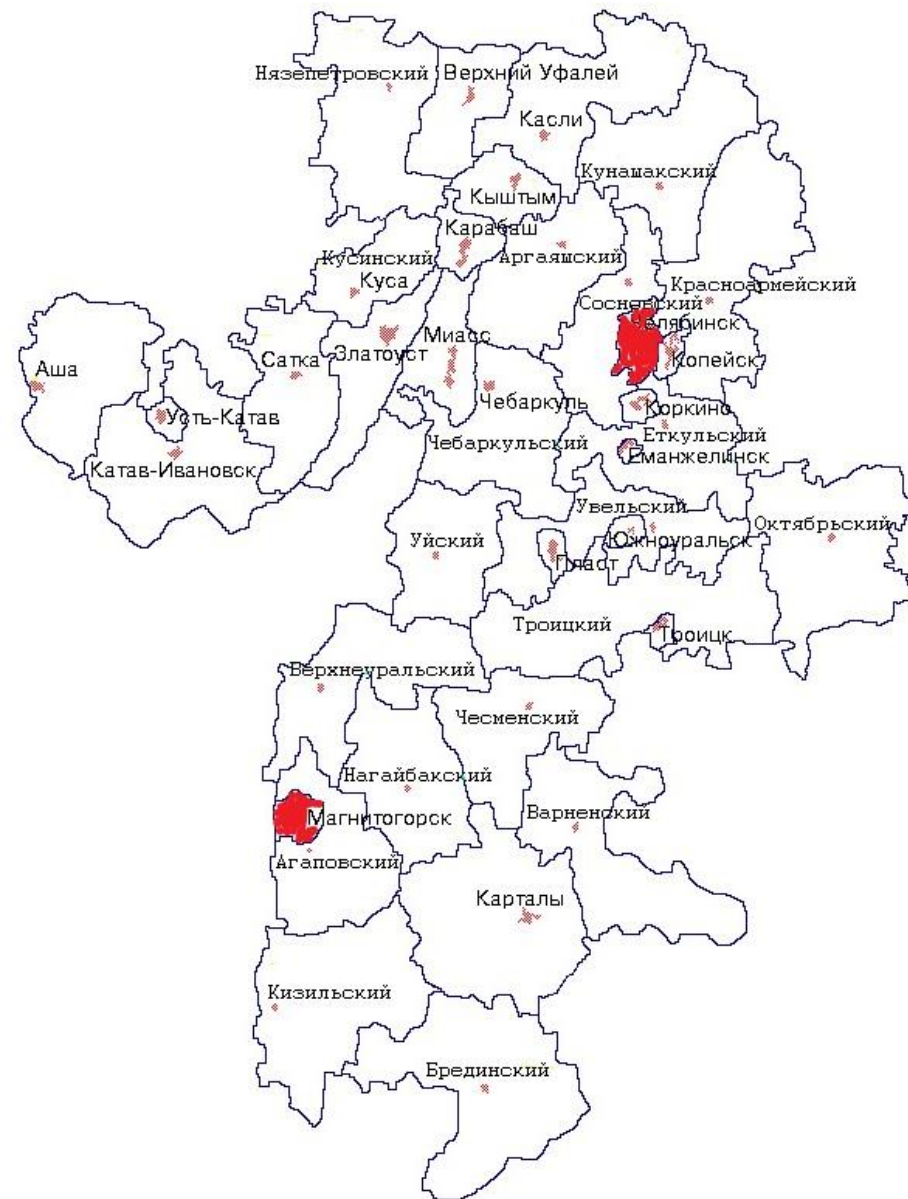 Нязепетровский
Верхний Уфалей
Касли
Кунашакский
Кыштым
Карабаш
Аргаяшский
Кусинский
Куса
Красноармейский
Сосновский
Челябинск
Миасс
Златоуст
Сатка
Копейск
Аша
Чебаркуль
Коркино
Усть-Катав
Еткульский
Чебаркульский
Еманжелинск
Катав-Ивановск
Увельский
Октябрьский
Уйский
Южноуральск
Пласт
Троицкий
Троицк
Верхнеуральский
Чесменский
Нагайбакский
Варненский
Магнитогорск
Агаповский
Карталы
Кизильский
Брединский